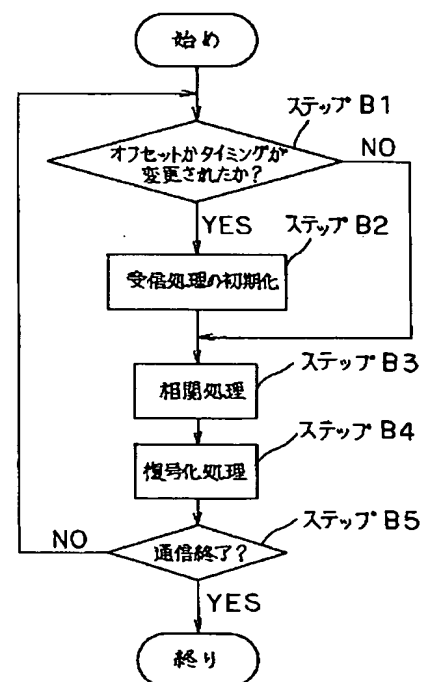 始め
ステップ B1
オフセットかタイミングが
変更されたか?
NO
YES
ステップ B2
受信処理の初期化
ステップ B3
相関処理
ステップ B4
復号化処理
ステップ B5
通信終了?
NO
YES
終り